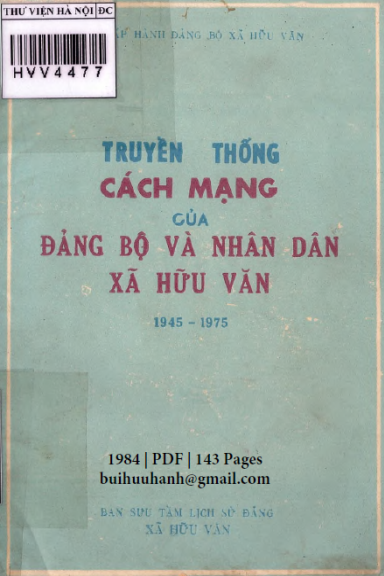 THƯ VIỆN HÀ NỘI ĐC
HVV4477
HÀNH ĐẢNG BỘ XÃ HỮU VĂN
TRUYỀN THỐNG
CÁCH MẠNG
CỦA
ĐẢNG BỘ VÀ NHÂN DÂN
XÃ HỮU VĂN
1945 - 1975
1984 | PDF | 143 Pages
buihuuhanh@gmail.com
BAN SƯU TẦM LỊCH SỬ ĐẢNG
XÃ HỮU VĂN